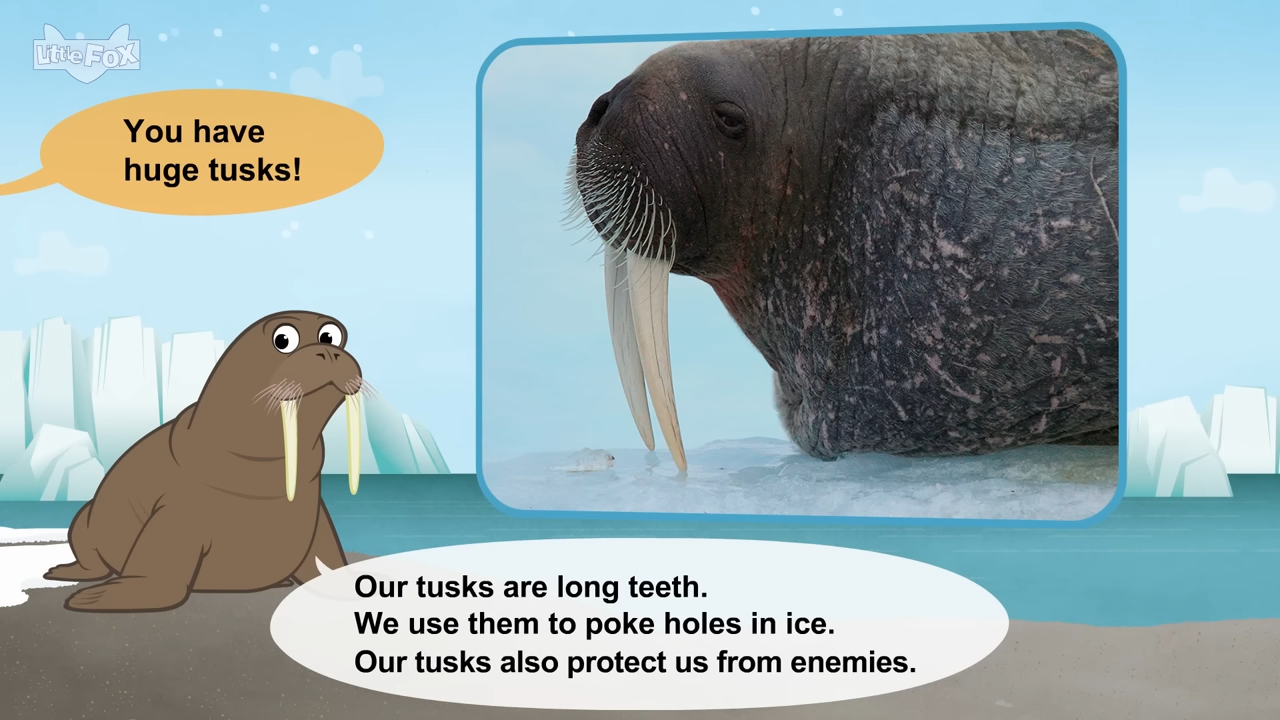 Little Fox
You have
huge tusks!
Our tusks are long teeth.
We use them to poke holes in ice.
Our tusks also protect us from enemies.